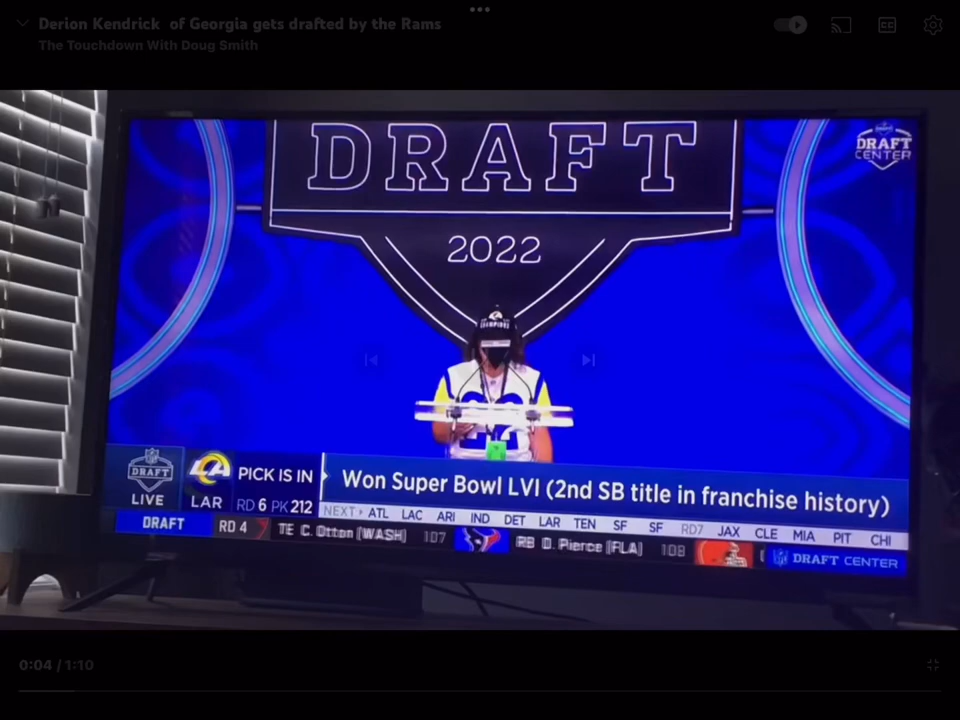 Derion Kendrick of Georgia gets drafted by the Rams
The Touchdown With Doug Smith
CC
DRAFT
2022
DRAFT
CENTER
CHAMPIONS
DRAFT
LIVE
LAR
PICK IS IN
RD 6 PK 212
Won Super Bowl LVI (2nd SB title in franchise history)
NEXT ATL LAC ARI IND DET LAR TEN SF SF RD7 JAX CLE MIA PIT CHI
DRAFT RD 4 TE C. Otton (WASH) 107 RB D. Pierce (FLA) 108 NFL DRAFT CENTER
0:04 / 1:10